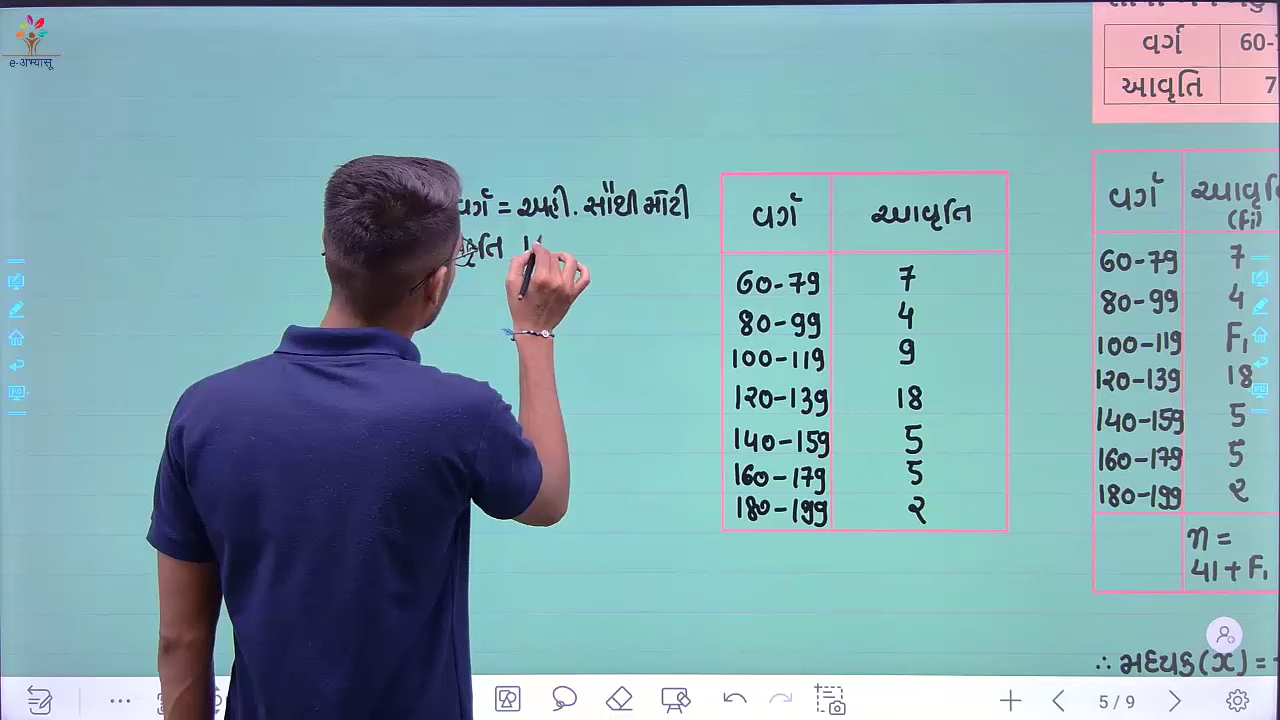 e-અभ્યાસૂ
વર્ગ 60-
આવૃતિ 7
વર્ગ = અહી. સૌથી મોટી
વર્ગ આવૃતિ
60-79 7
80-99 4
100-119 9
120-139 18
140-159 5
160-179 5
180-199 2
વર્ગ આવૃતિ
(fi)
60-79 7
80-99 4
100-119 F₁
120-139 18
140-159 5
160-179 5
180-199 2
n =
41 + F₁
∴ મધ્યક(x) =
5 / 9